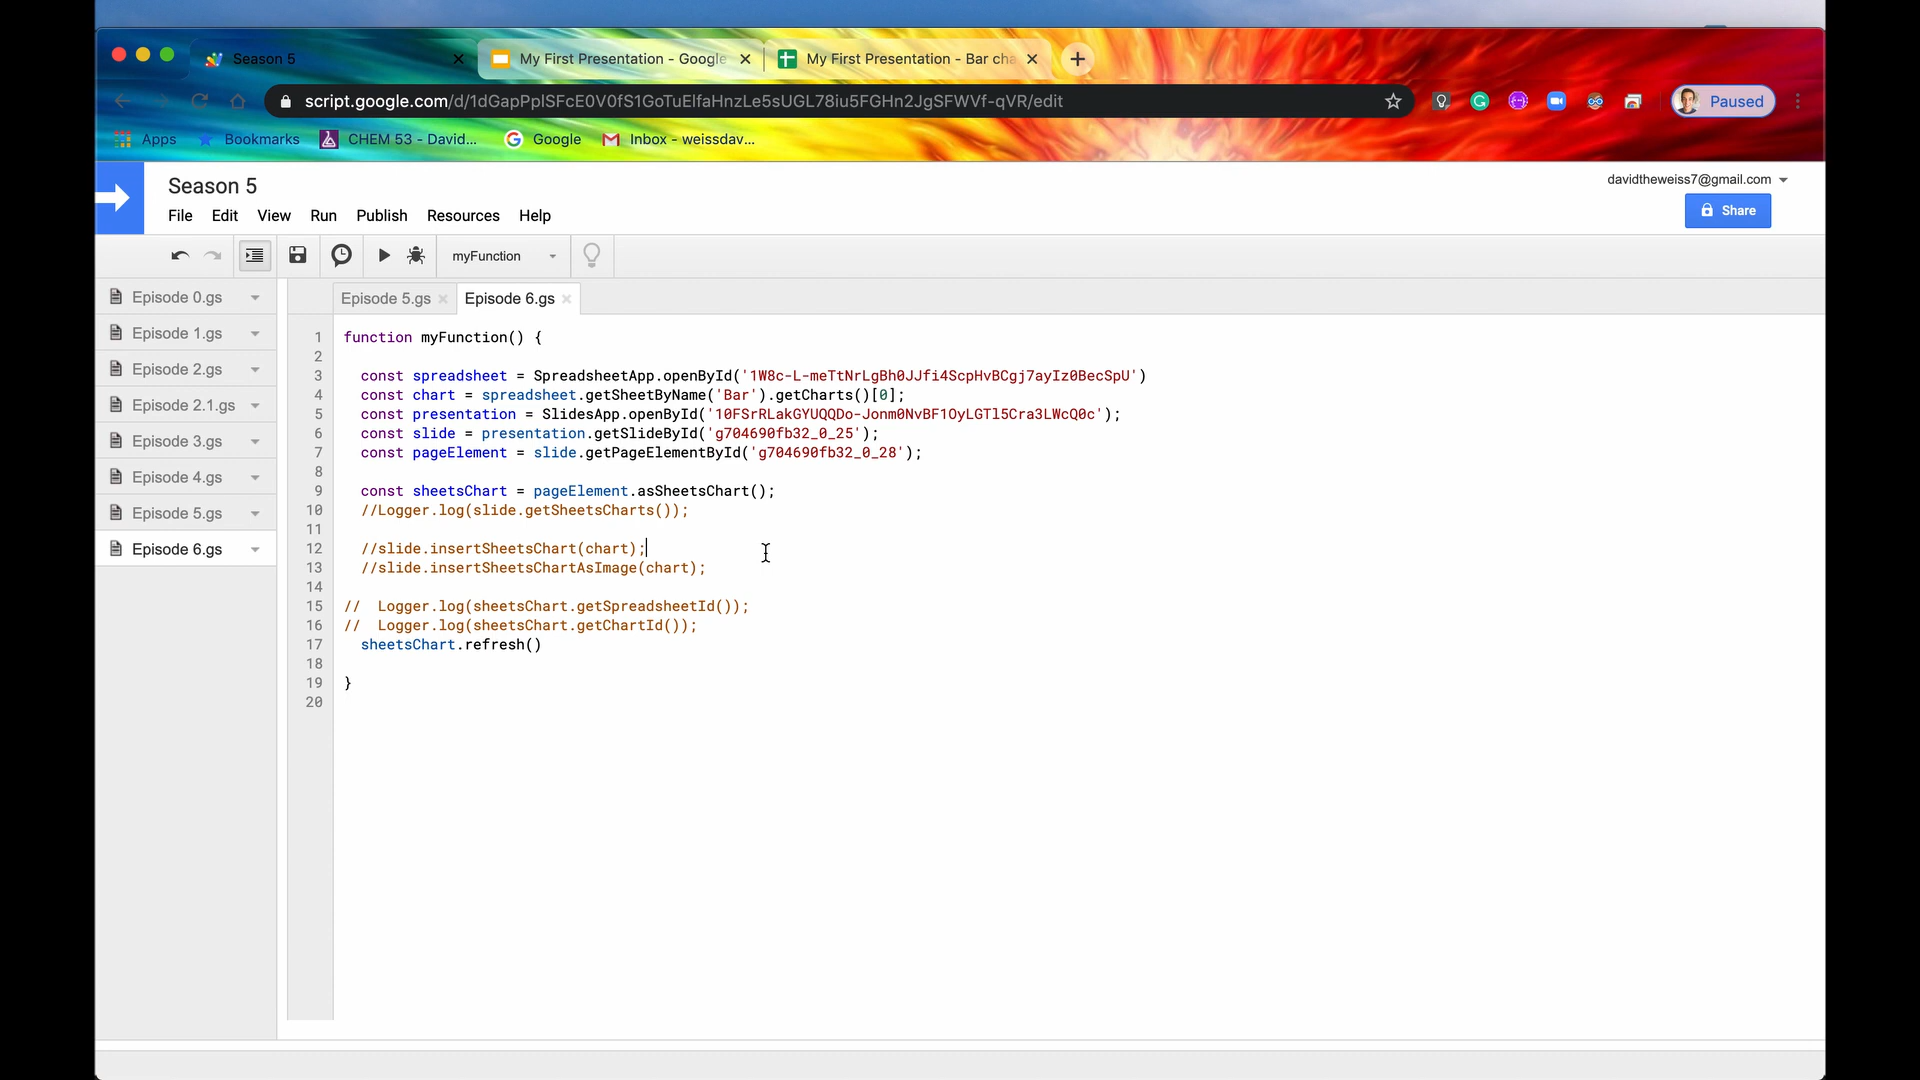 Season 5
My First Presentation - Google
My First Presentation - Bar cha
script.google.com/d/1dGapPplSFcE0V0fS1GoTuElfaHnzLe5sUGL78iu5FGHn2JgSFWVf-qVR/edit
Paused
Apps
Bookmarks
CHEM 53 - David...
Google
Inbox - weissdav...
Season 5
davidtheweiss7@gmail.com
File Edit View Run Publish Resources Help
Share
myFunction
Episode 0.gs
Episode 1.gs
Episode 2.gs
Episode 2.1.gs
Episode 3.gs
Episode 4.gs
Episode 5.gs
Episode 6.gs
Episode 5.gs
Episode 6.gs
1 function myFunction() {
2
3 const spreadsheet = SpreadsheetApp.openById('1W8c-L-meTtNrLgBh0JJfi4ScpHvBCgj7ayIz0BecSpU')
4 const chart = spreadsheet.getSheetByName('Bar').getCharts()[0];
5 const presentation = SlidesApp.openById('10FSrRLakGYUQQDo-Jonm0NvBF1OyLGTl5Cra3LWcQ0c');
6 const slide = presentation.getSlideById('g704690fb32_0_25');
7 const pageElement = slide.getPageElementById('g704690fb32_0_28');
8
9 const sheetsChart = pageElement.asSheetsChart();
10 //Logger.log(slide.getSheetsCharts());
11
12 //slide.insertSheetsChart(chart);
13 //slide.insertSheetsChartAsImage(chart);
14
15 // Logger.log(sheetsChart.getSpreadsheetId());
16 // Logger.log(sheetsChart.getChartId());
17 sheetsChart.refresh()
18
19 }
20